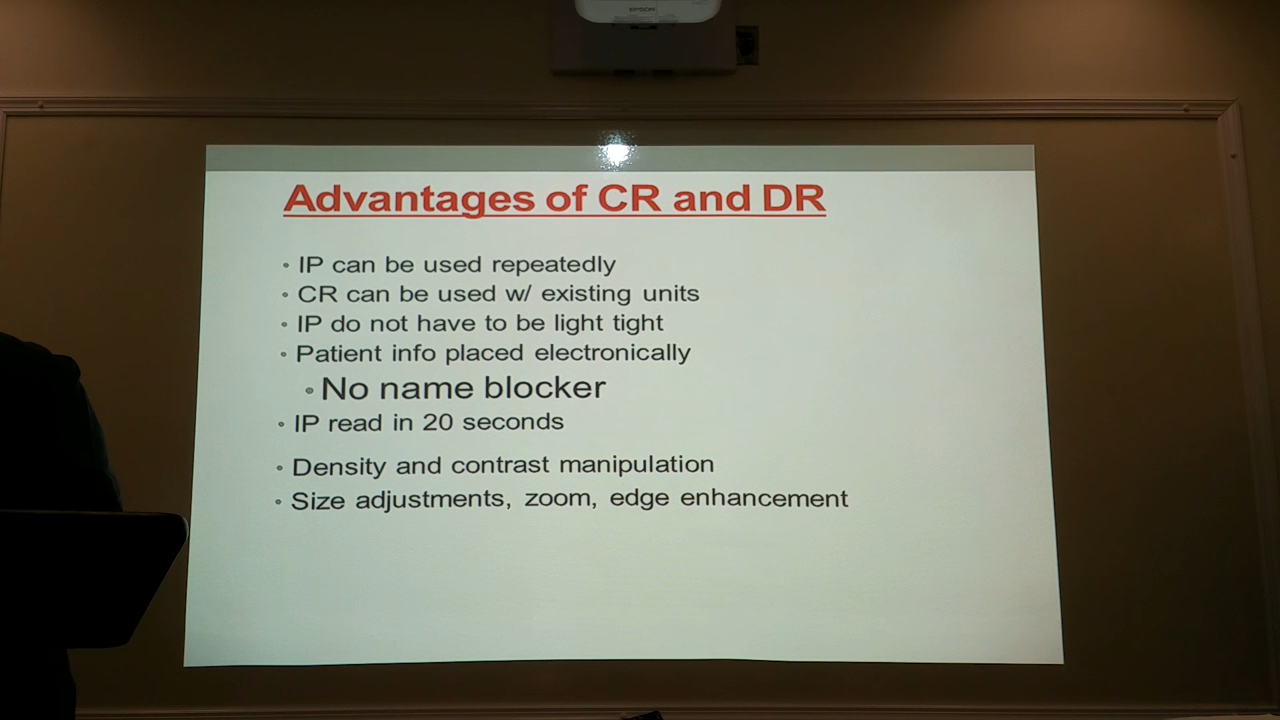 EPSON
Advantages of CR and DR
• IP can be used repeatedly
• CR can be used w/ existing units
• IP do not have to be light tight
• Patient info placed electronically
• No name blocker
• IP read in 20 seconds
• Density and contrast manipulation
• Size adjustments, zoom, edge enhancement